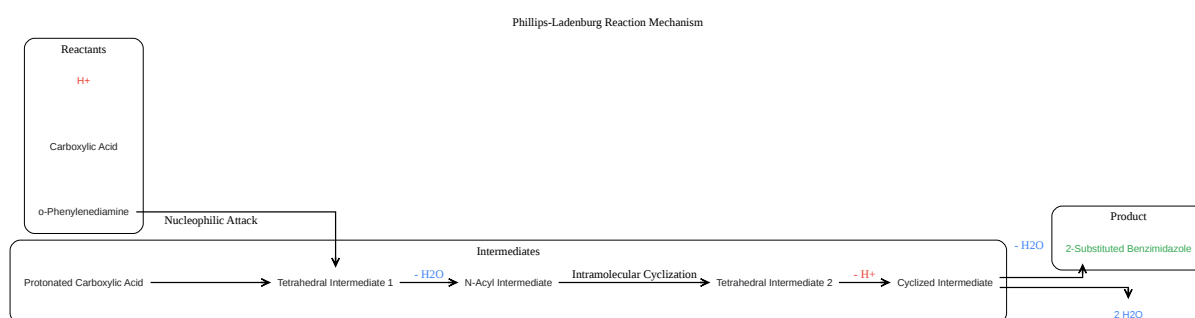 Phillips-Ladenburg Reaction Mechanism
Reactants
H+
Carboxylic Acid
o-Phenylenediamine
Nucleophilic Attack
Product
2-Substituted Benzimidazole
- H2O
Intermediates
Protonated Carboxylic Acid
Tetrahedral Intermediate 1
- H2O
N-Acyl Intermediate
Intramolecular Cyclization
Tetrahedral Intermediate 2
- H+
Cyclized Intermediate
2 H2O